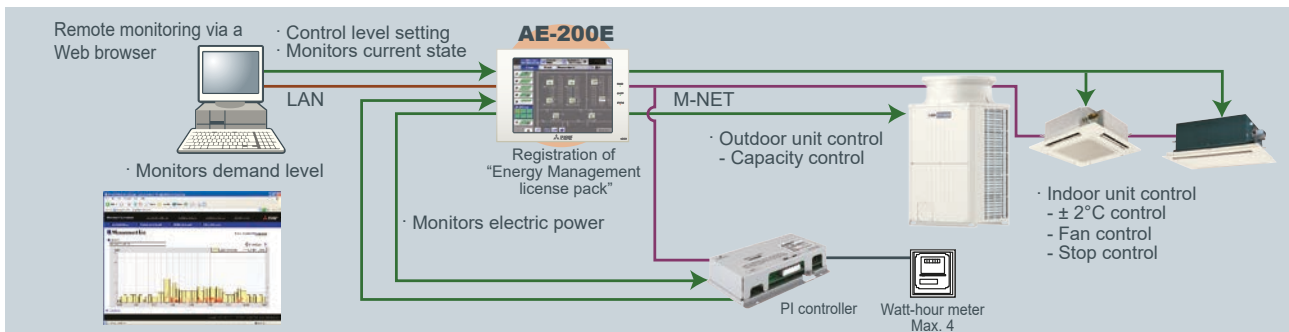 Remote monitoring via a
Web browser
· Control level setting
· Monitors current state
AE-200E
LAN
M-NET
· Monitors demand level
Registration of
“Energy Management
license pack”
· Outdoor unit control
- Capacity control
· Monitors electric power
· Indoor unit control
- ± 2°C control
- Fan control
- Stop control
PI controller
Watt-hour meter
Max. 4